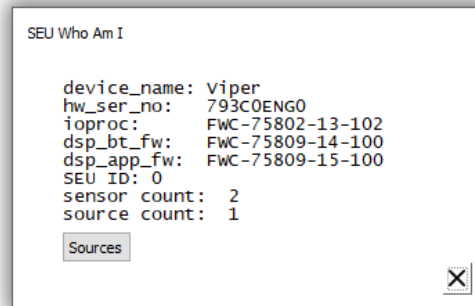 SEU Who Am I
device_name: Viper
hw_ser_no: 793C0ENG0
ioproc: FWC-75802-13-102
dsp_bt_fw: FWC-75809-14-100
dsp_app_fw: FWC-75809-15-100
SEU ID: 0
sensor count: 2
source count: 1
Sources